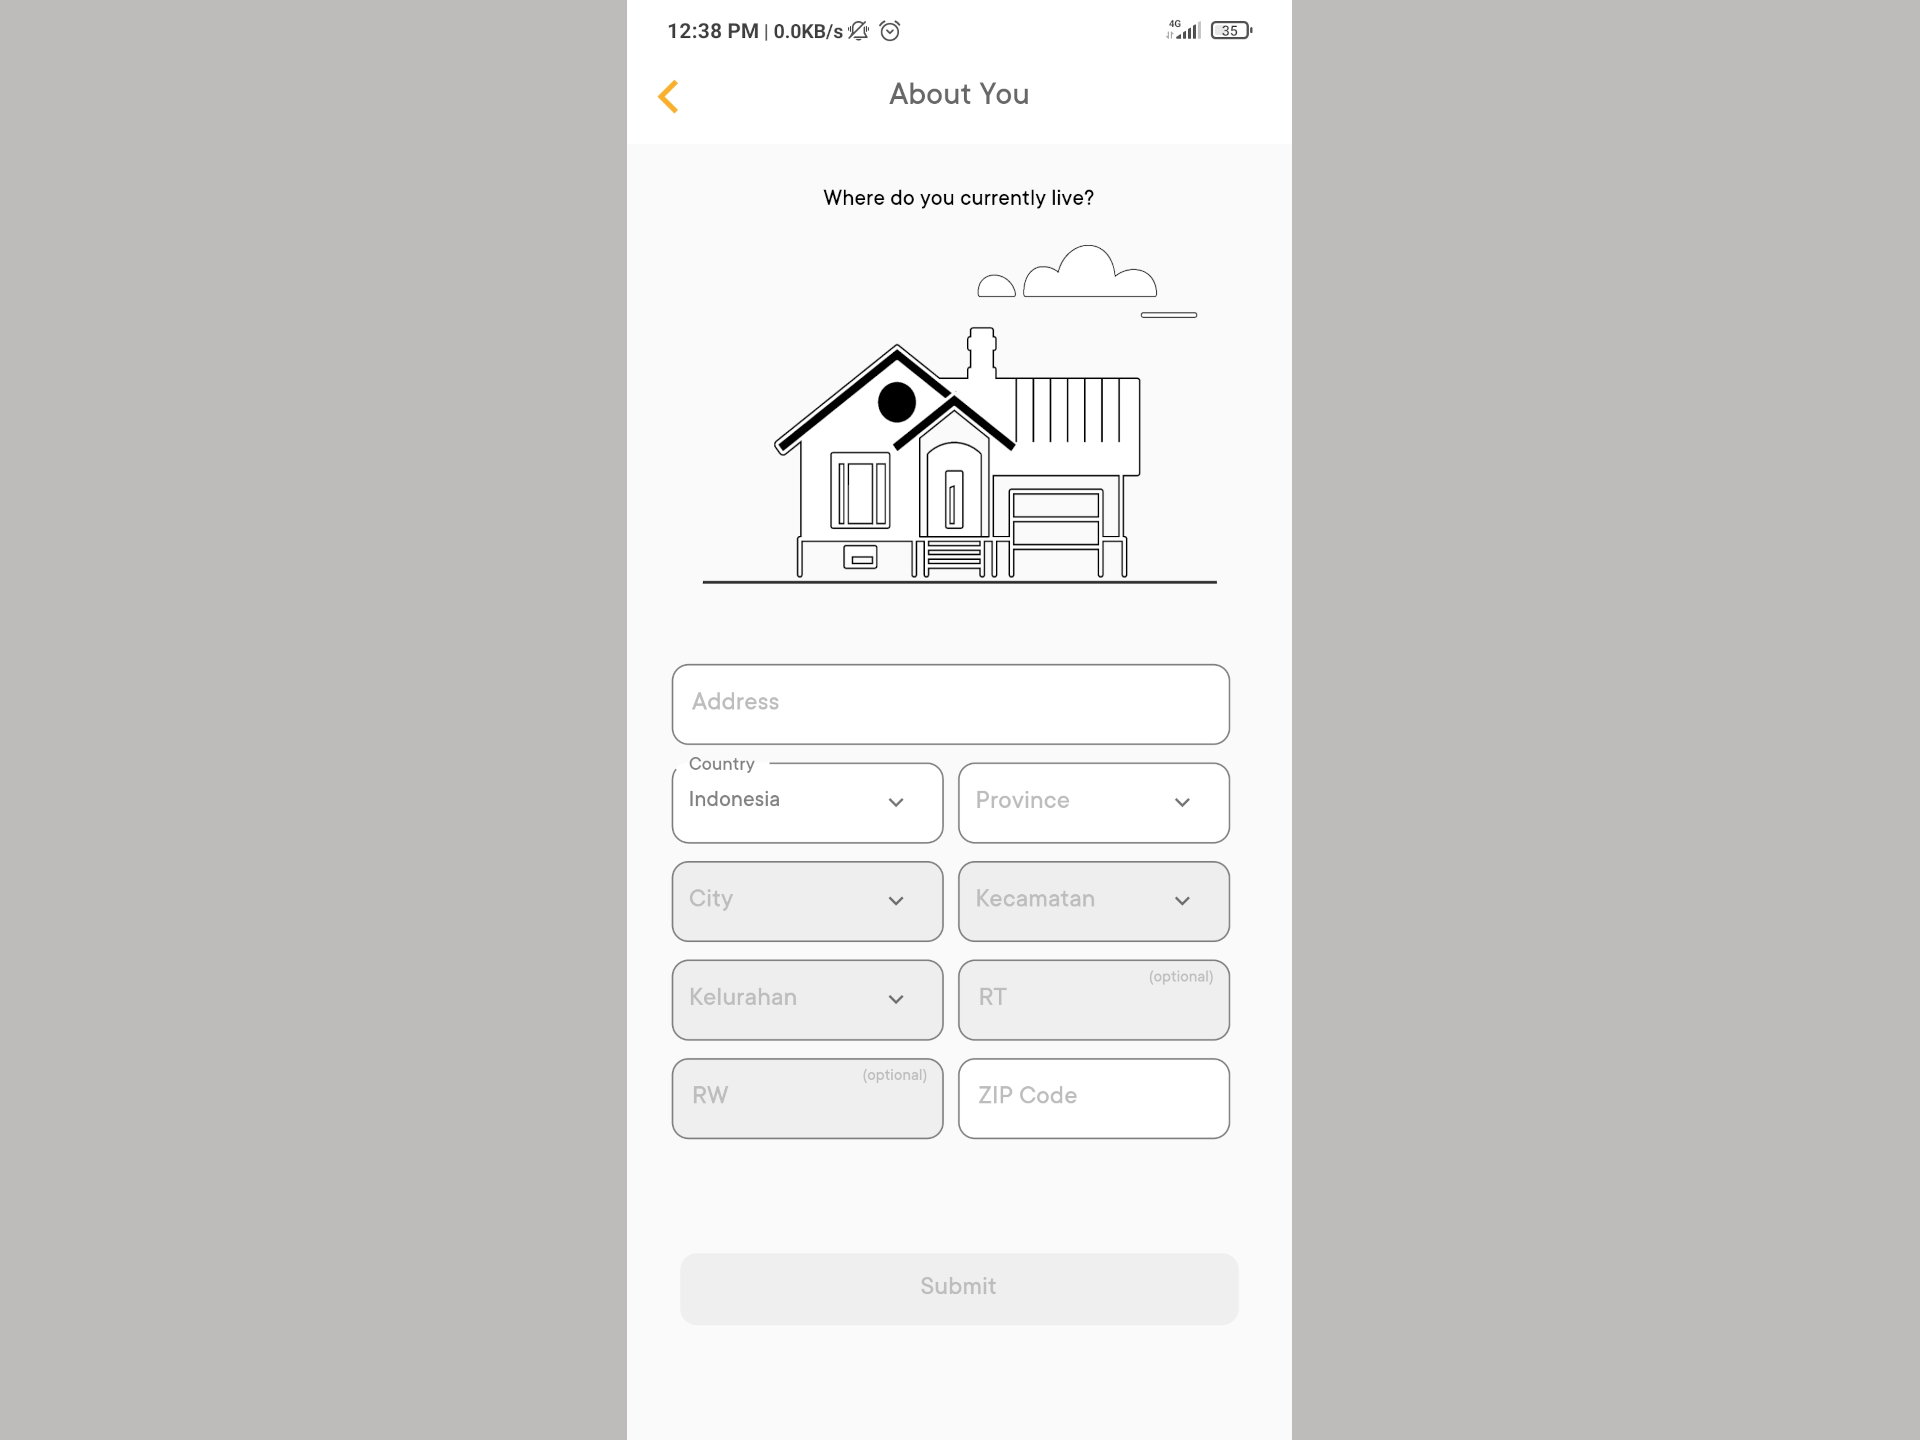 12:38 PM | 0.0KB/s
4G
35
About You
Where do you currently live?
Address
Country
Indonesia
Province
City
Kecamatan
Kelurahan
RT
(optional)
RW
(optional)
ZIP Code
Submit